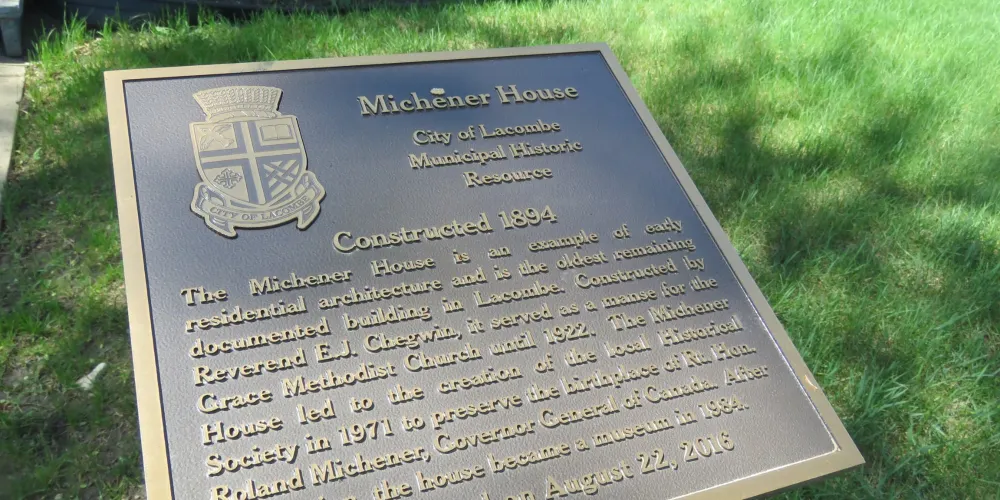 Michener House
City of Lacombe
Municipal Historic
Resource
CITY OF LACOMBE
Constructed 1894
The Michener House is an example of early
residential architecture and is the oldest remaining
documented building in Lacombe. Constructed by
Reverend E.J. Chegwin, it served as a manse for the
Grace Methodist Church until 1922. The Michener
House led to the creation of the local Historical
Society in 1971 to preserve the birthplace of Rt. Hon.
Roland Michener, Governor General of Canada. After
the house became a museum in 1984.
on August 22, 2016